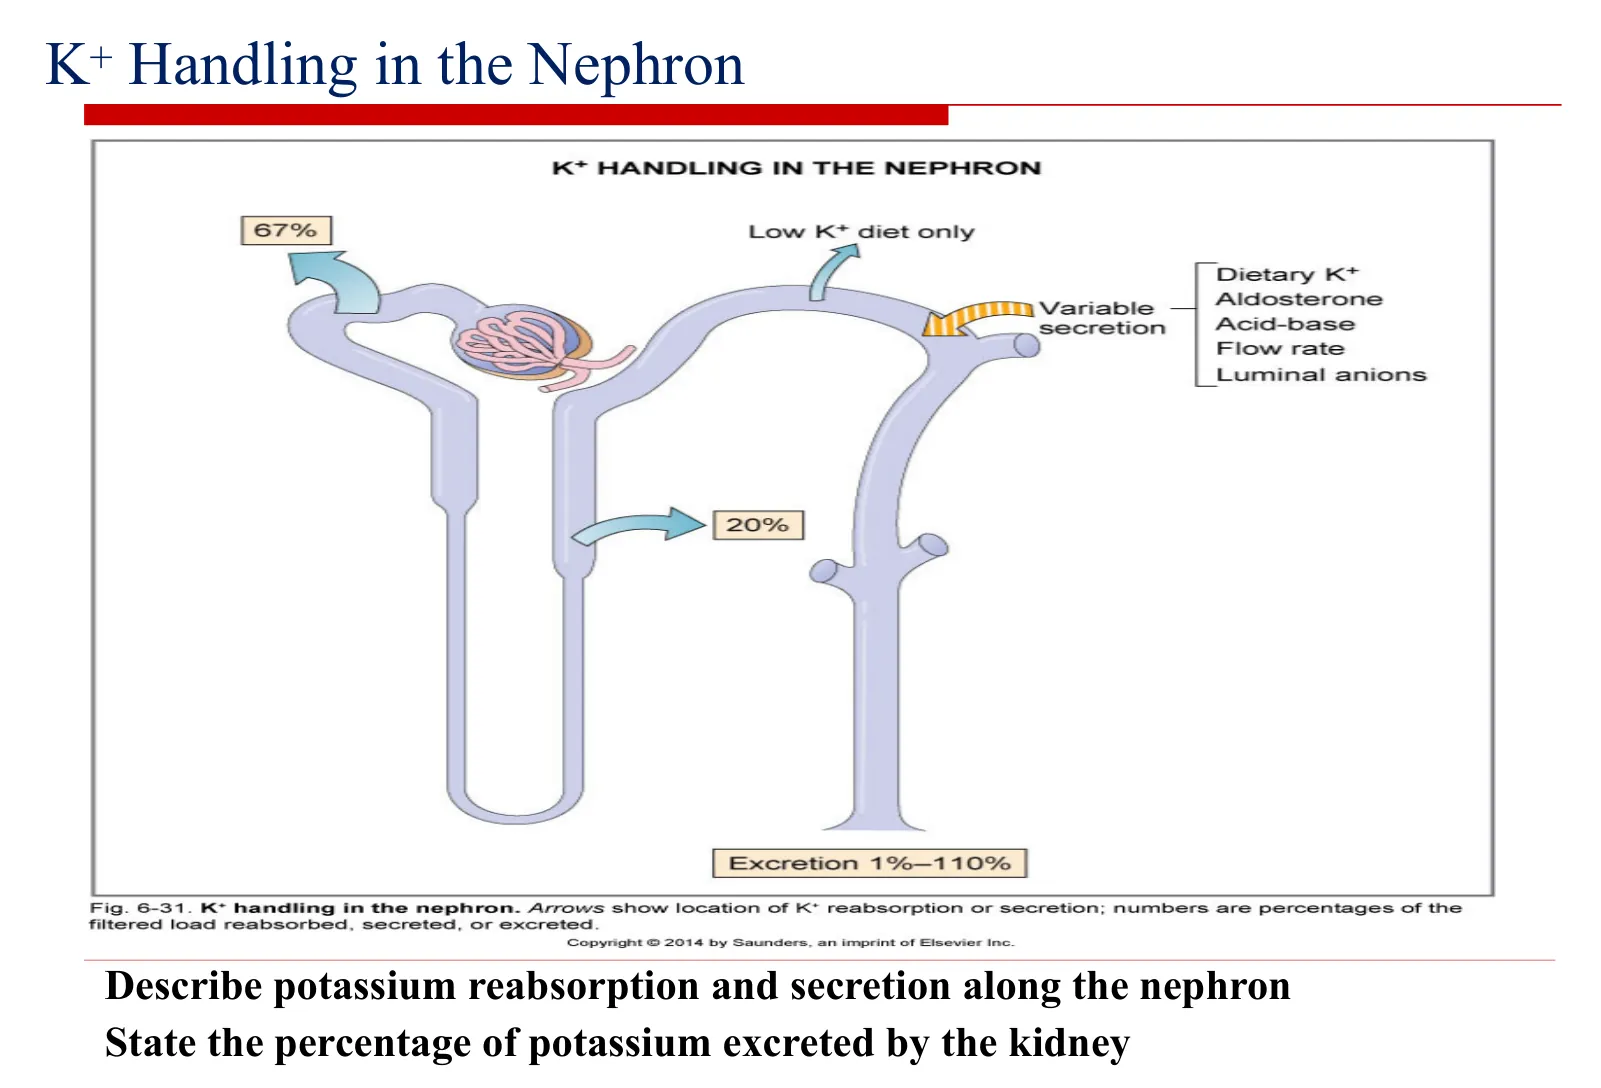 K⁺ Handling in the Nephron
K⁺ HANDLING IN THE NEPHRON
67%
Low K⁺ diet only
Variable
secretion
Dietary K⁺
Aldosterone
Acid-base
Flow rate
Luminal anions
20%
Excretion 1%–110%
Fig. 6-31. K⁺ handling in the nephron. Arrows show location of K⁺ reabsorption or secretion; numbers are percentages of the
filtered load reabsorbed, secreted, or excreted.
Copyright © 2014 by Saunders, an imprint of Elsevier Inc.
Describe potassium reabsorption and secretion along the nephron
State the percentage of potassium excreted by the kidney